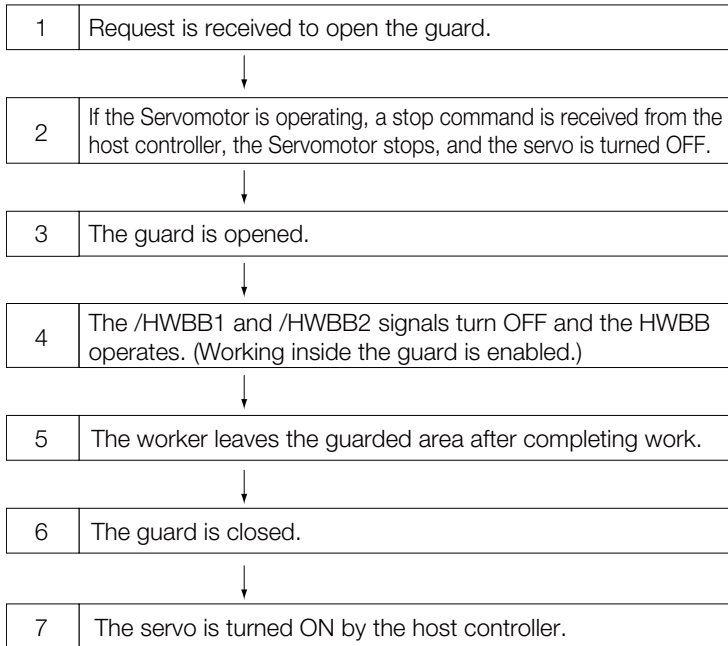 1 Request is received to open the guard.
2 If the Servomotor is operating, a stop command is received from the
host controller, the Servomotor stops, and the servo is turned OFF.
3 The guard is opened.
4 The /HWBB1 and /HWBB2 signals turn OFF and the HWBB
operates. (Working inside the guard is enabled.)
5 The worker leaves the guarded area after completing work.
6 The guard is closed.
7 The servo is turned ON by the host controller.